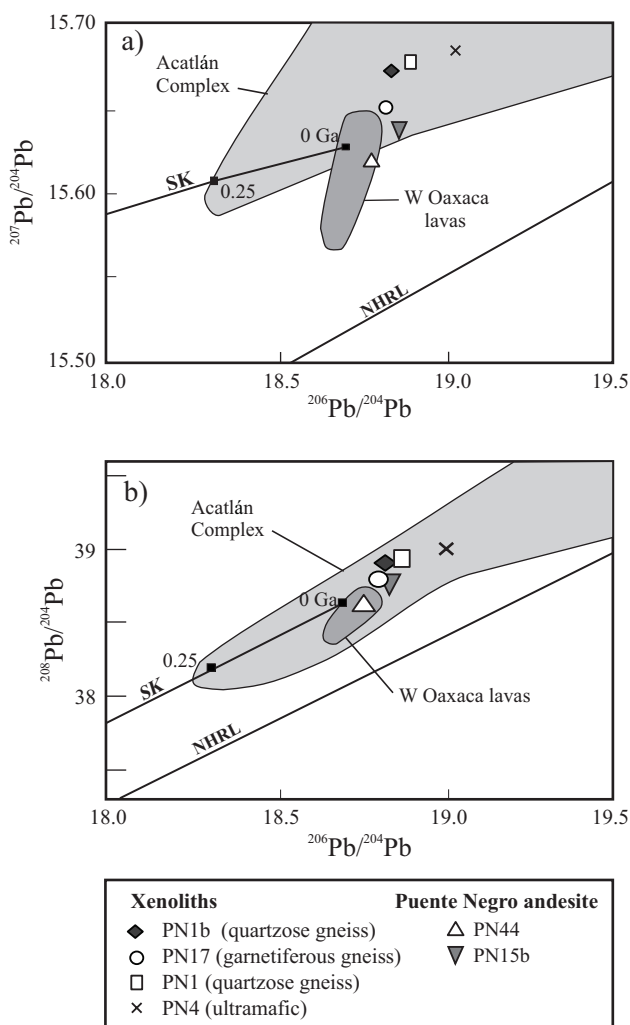 15.70
a)
Acatlán
Complex
0 Ga
15.60
SK
0.25
W Oaxaca
lavas
NHRL
15.50
18.0
18.5
19.0
19.5
207Pb/204Pb
206Pb/204Pb
b)
Acatlán
Complex
39
0 Ga
0.25
SK
38
W Oaxaca lavas
NHRL
18.0
18.5
19.0
19.5
208Pb/204Pb
206Pb/204Pb
Xenoliths
PN1b (quartzose gneiss)
PN17 (garnetiferous gneiss)
PN1 (quartzose gneiss)
PN4 (ultramafic)
Puente Negro andesite
PN44
PN15b